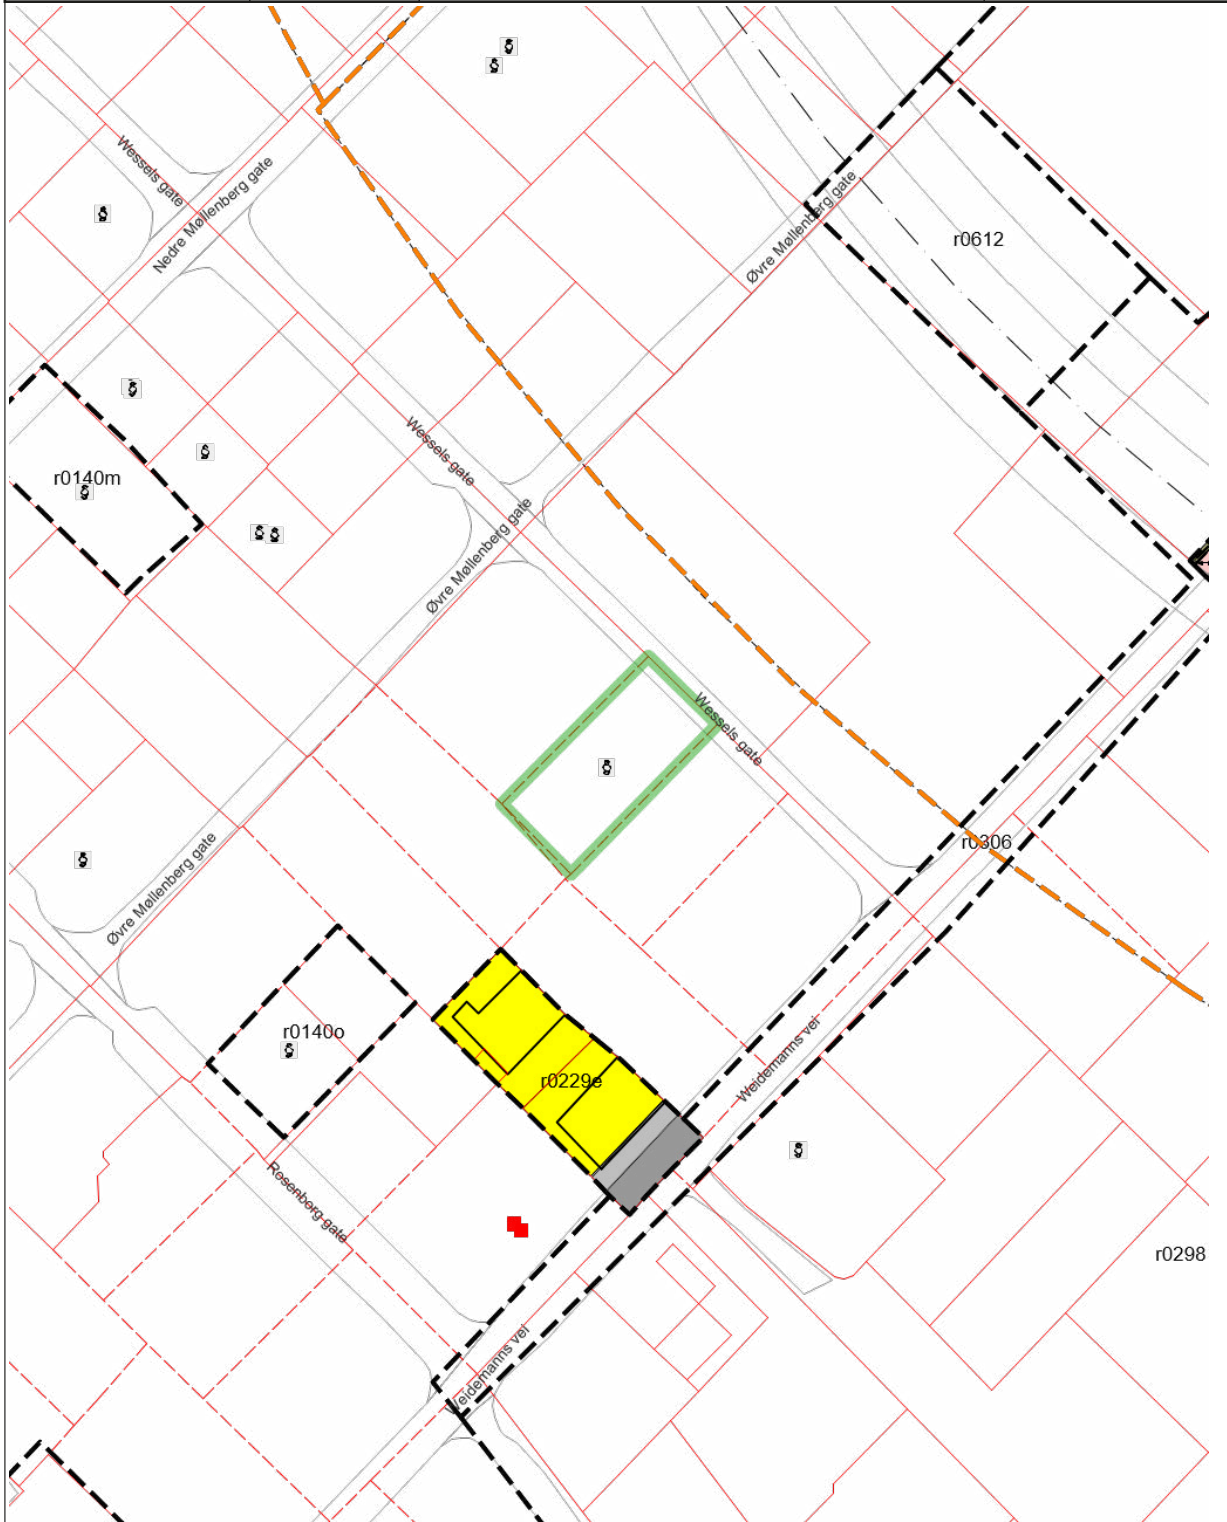 Wessels gate
Nedre Møllenberg gate
Øvre Møllenberg gate
r0612
r0140m
Wessels gate
Øvre Møllenberg gate
Wessels gate
r0306
Øvre Møllenberg gate
r0140o
r0229e
Weidemanns vei
Rosenborg gate
r0298
Weidemanns vei